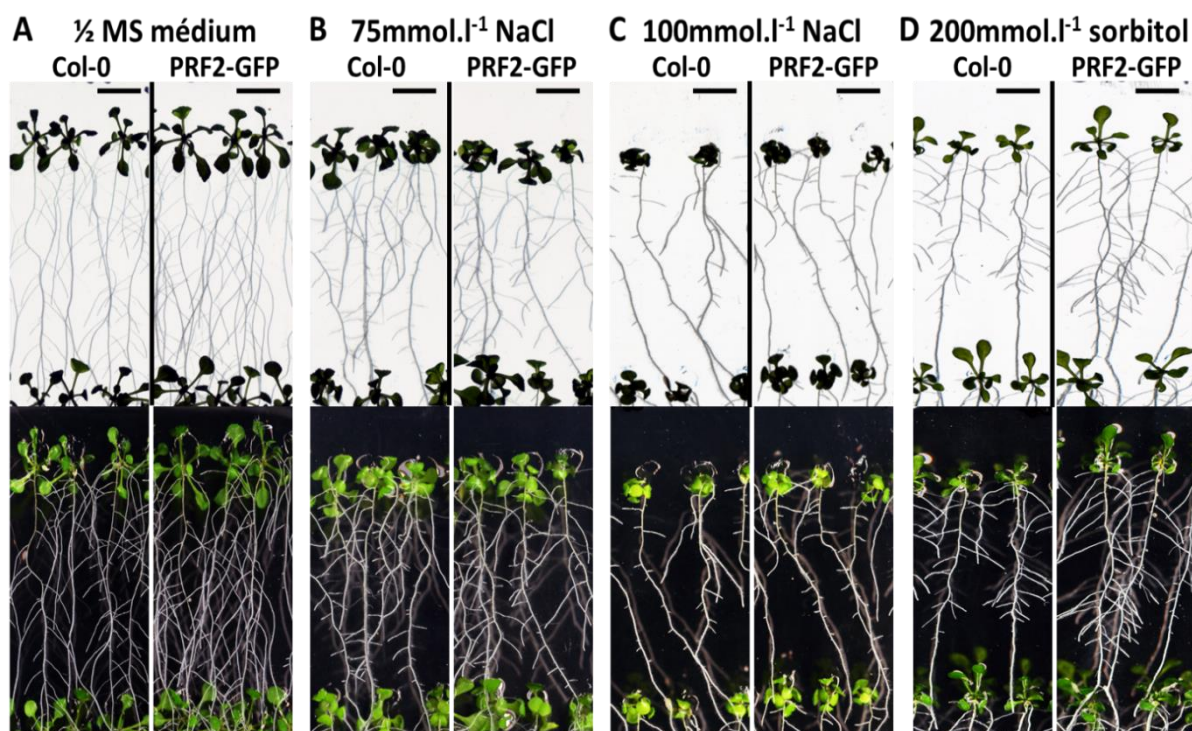 A ½ MS médium B 75mmol.l⁻¹ NaCl C 100mmol.l⁻¹ NaCl D 200mmol.l⁻¹ sorbitol
Col-0 PRF2-GFP Col-0 PRF2-GFP Col-0 PRF2-GFP Col-0 PRF2-GFP